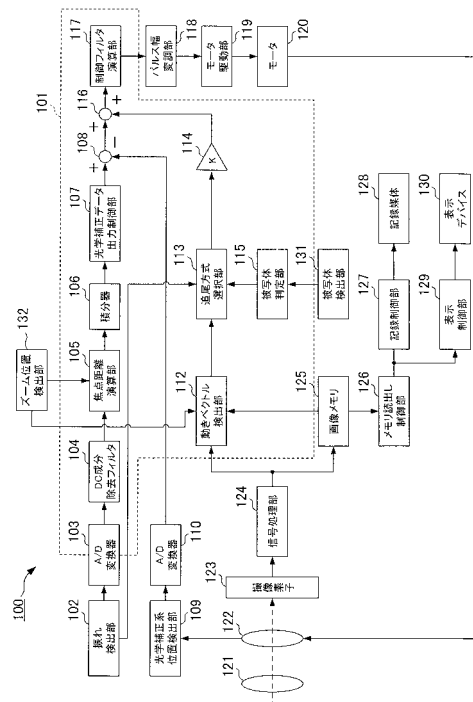 100
101
132
ズーム位置
検出部
102
振れ
検出部
103
A/D
変換器
104
DC成分
除去フィルタ
105
焦点距離
演算部
106
積分器
107
光学補正データ
出力制御部
108
+
−
116
+
+
117
制御フィルタ
演算部
118
パルス幅
変調部
119
モータ
駆動部
120
モータ
109
光学補正系
位置検出部
110
A/D
変換器
112
動きベクトル
検出部
113
追尾方式
選択部
114
K
115
被写体
判定部
131
被写体
検出部
121
122
123
撮像素子
124
信号処理部
125
画像メモリ
126
メモリ読出し
制御部
127
記録制御部
128
記録媒体
129
表示
制御部
130
表示
デバイス